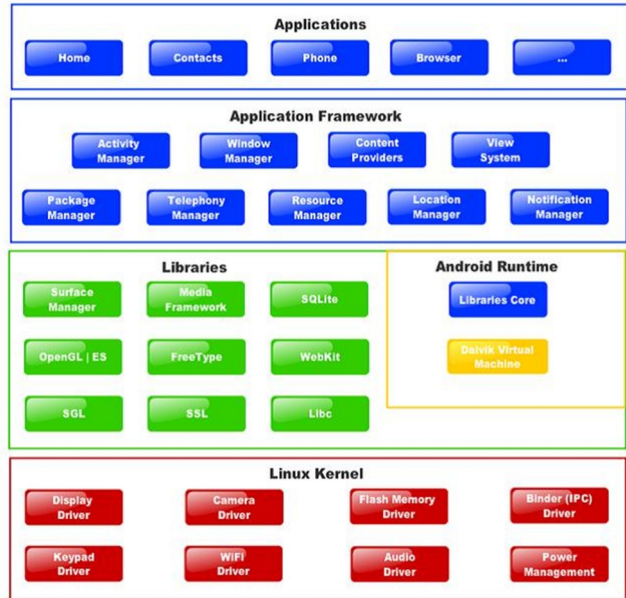 Applications
Home
Contacts
Phone
Browser
...
Application Framework
Activity
Manager
Window
Manager
Content
Providers
View
System
Package
Manager
Telephony
Manager
Resource
Manager
Location
Manager
Notification
Manager
Libraries
Surface
Manager
Media
Framework
SQLite
OpenGL | ES
FreeType
WebKit
SGL
SSL
Libc
Android Runtime
Libraries Core
Dalvik Virtual
Machine
Linux Kernel
Display
Driver
Camera
Driver
Flash Memory
Driver
Binder (IPC)
Driver
Keypad
Driver
WiFi
Driver
Audio
Driver
Power
Management